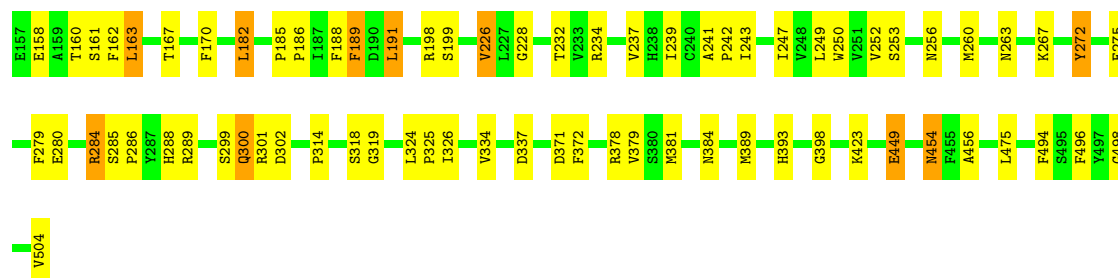 E157 E158 A159 T160 S161 F162 L163 T167 F170 L182 P185 P186 I187 F188 F189 D190 L191 R198 S199 V226 L227 G228 T232 V233 R234 V237 H238 I239 C240 A241 P242 I243 I247 V248 L249 W250 V251 V252 S253 N256 M260 N263 K267 Y272
F279 E280 R284 S285 P286 Y287 H288 R289 S299 Q300 R301 D302 P314 S318 G319 L324 P325 I326 V334 D337 D371 F372 R378 V379 S380 M381 N384 M389 H393 G398 K423 E449 N454 F455 A456 L475 F494 S495 F496 Y497
V504